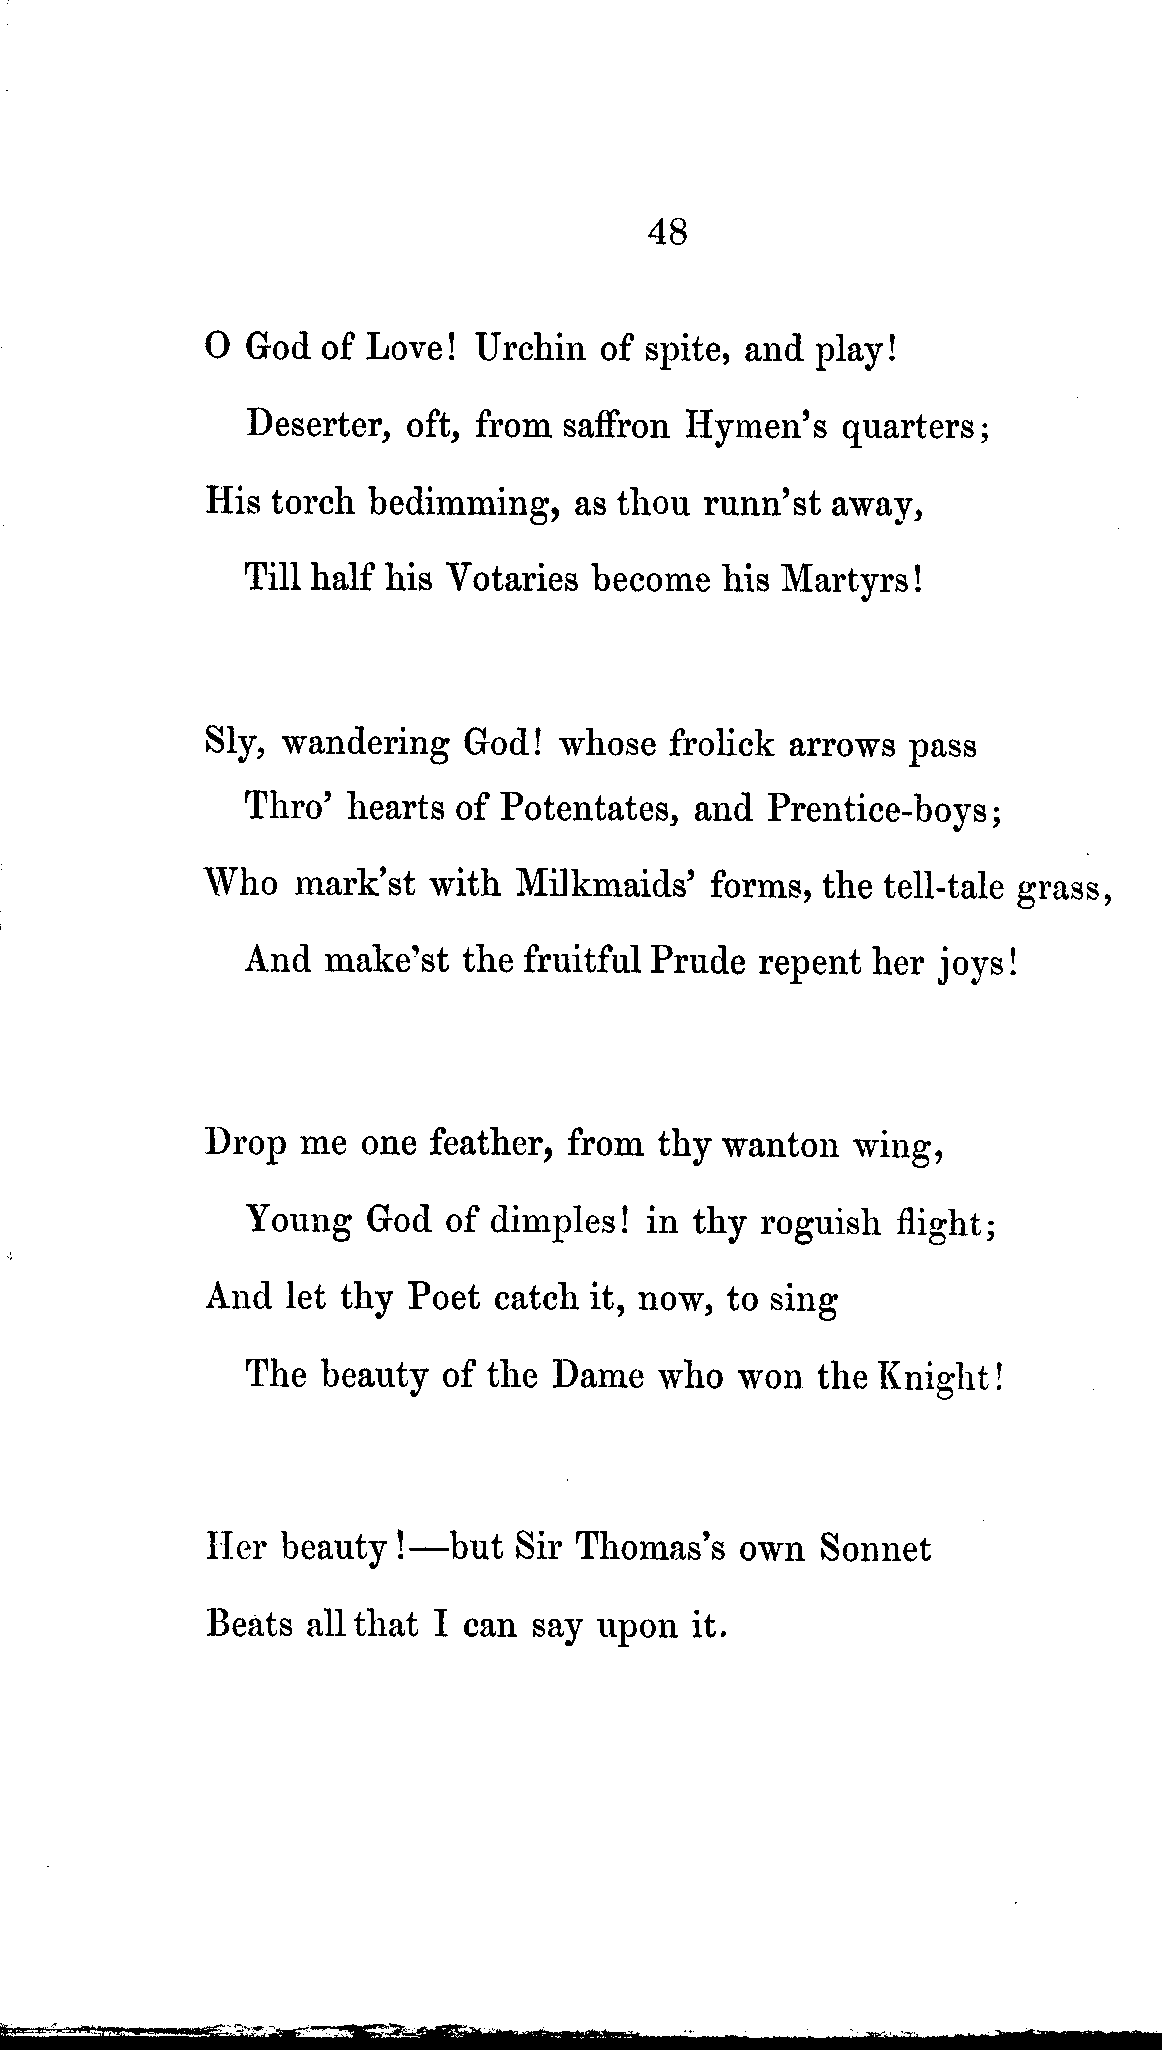 48
O God of Love! Urchin of spite, and play!
Deserter, oft, from saffron Hymen's quarters;
His torch bedimming, as thou runn'st away,
Till half his Votaries become his Martyrs!
Sly, wandering God! whose frolick arrows pass
Thro' hearts of Potentates, and Prentice-boys;
Who mark'st with Milkmaids' forms, the tell-tale grass,
And make'st the fruitful Prude repent her joys!
Drop me one feather, from thy wanton wing,
Young God of dimples! in thy roguish flight;
And let thy Poet catch it, now, to sing
The beauty of the Dame who won the Knight!
Her beauty!—but Sir Thomas's own Sonnet
Beats all that I can say upon it.